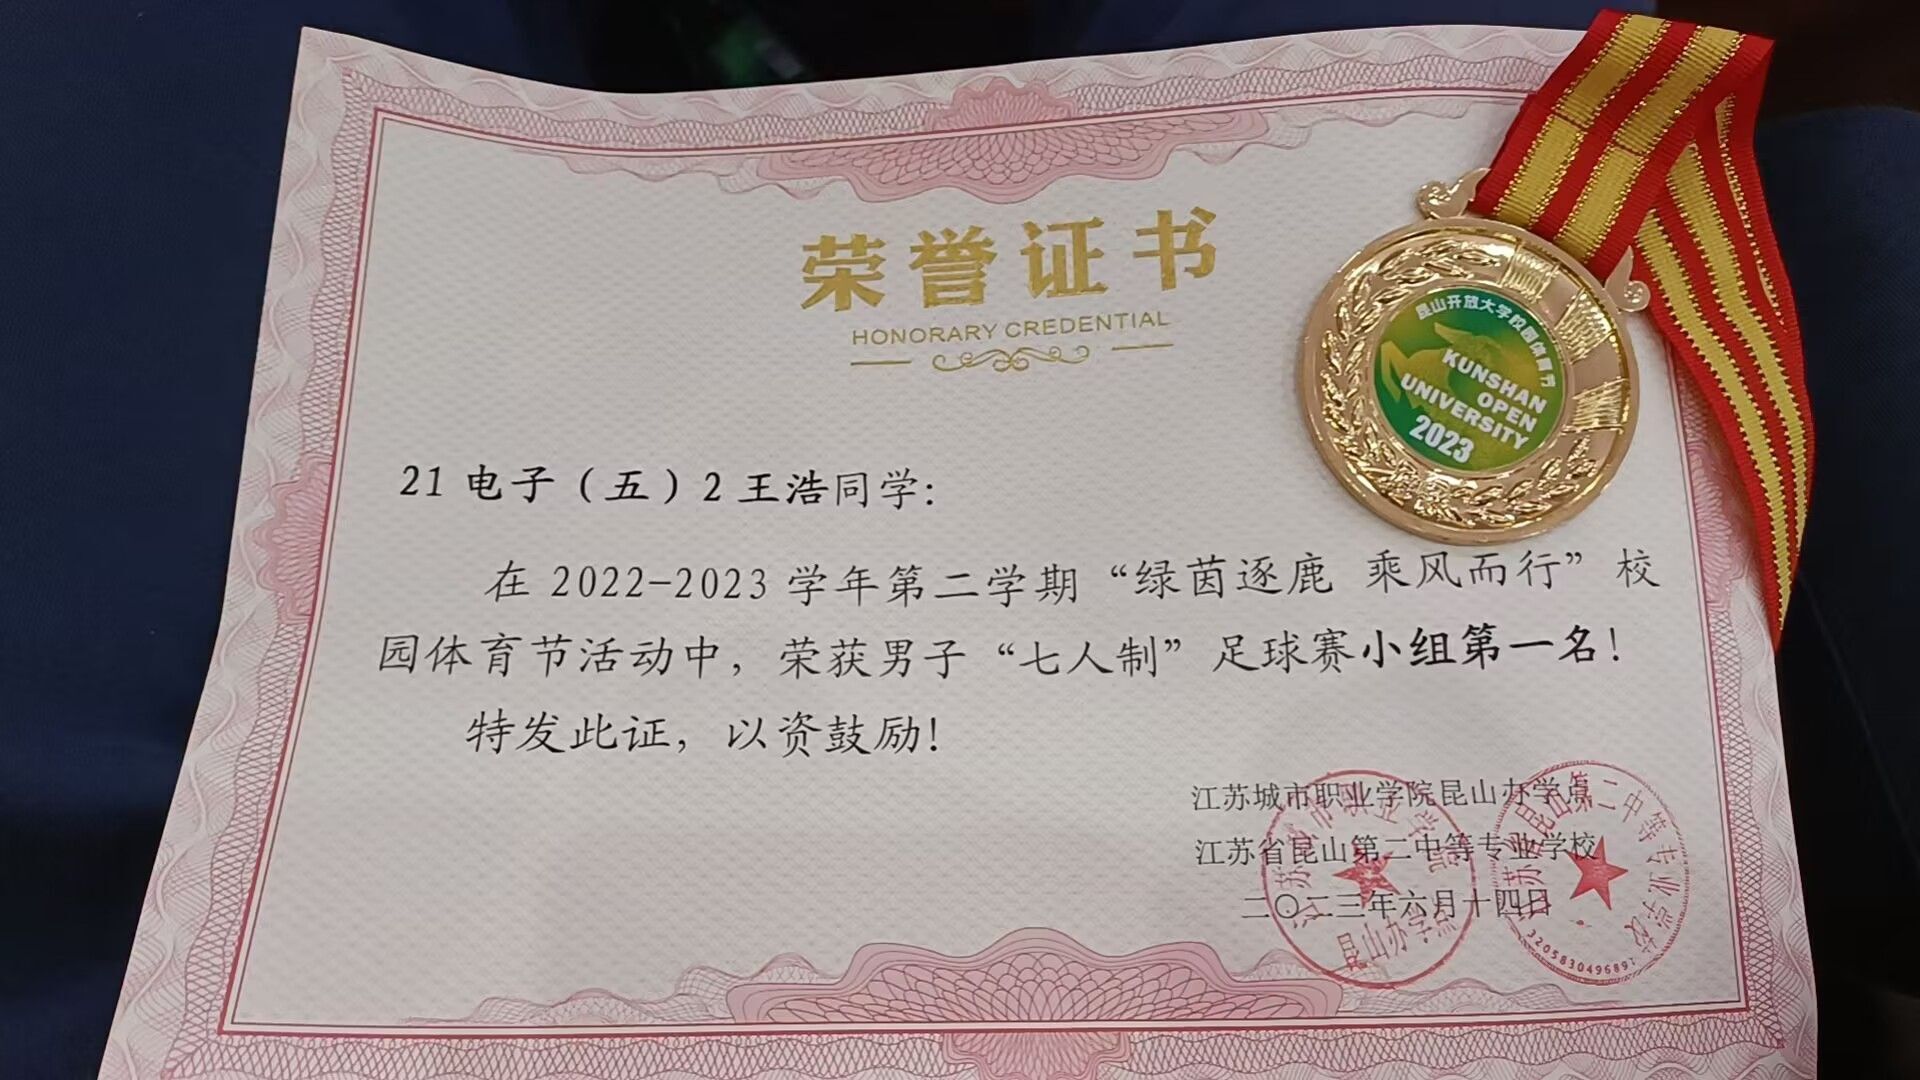 荣誉证书
HONORARY CREDENTIAL
昆山开放大学校园体育节
KUNSHAN
OPEN
UNIVERSITY
2023
21 电子（五）2 王浩同学：
在 2022-2023 学年第二学期“绿茵逐鹿 乘风而行”校
园体育节活动中，荣获男子“七人制”足球赛小组第一名！
特发此证，以资鼓励！
江苏城市职业学院昆山办学点
江苏省昆山第二中等专业学校
二〇二三年六月十四日
江苏城市职业学院
昆山办学点
江苏省昆山第二中等专业学校
3205830496891